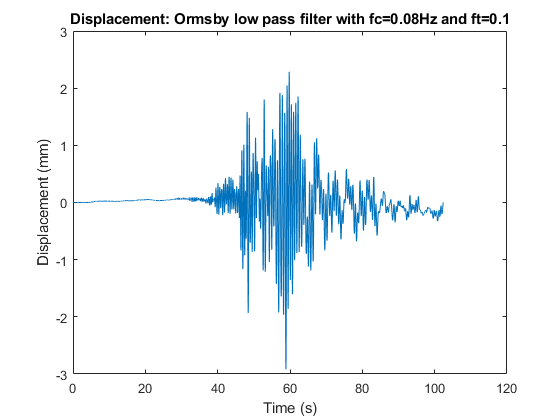 Displacement: Ormsby low pass filter with fc=0.08Hz and ft=0.1
3
2
1
0
-1
-2
-3
Displacement (mm)
0 20 40 60 80 100 120
Time (s)